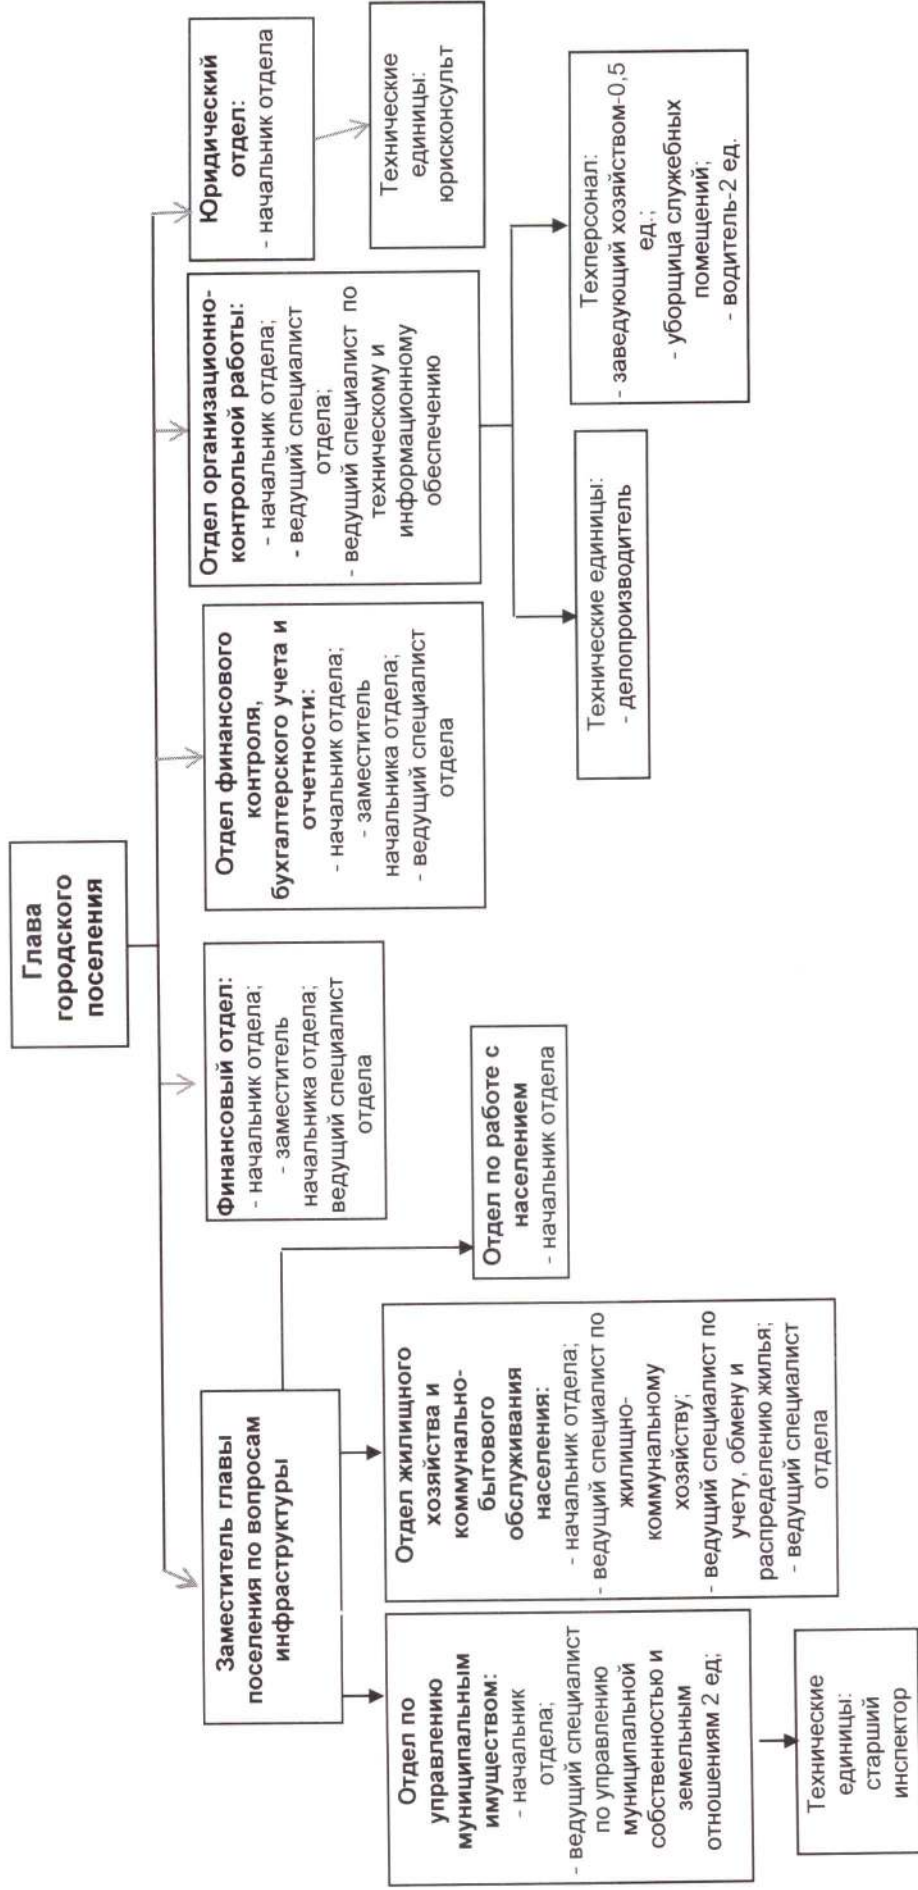 Глава
городского
поселения
Заместитель главы
поселения по вопросам
инфраструктуры
Финансовый отдел:
- начальник отдела;
- заместитель
начальника отдела;
ведущий специалист
отдела
Отдел финансового
контроля,
бухгалтерского учета и
отчетности:
- начальник отдела;
- заместитель
начальника отдела;
- ведущий специалист
отдела
Отдел организационно-
контрольной работы:
- начальник отдела;
- ведущий специалист
отдела;
- ведущий специалист по
техническому и
информационному
обеспечению
Юридический
отдел:
- начальник отдела
Технические
единицы:
юрисконсульт
Отдел по
управлению
муниципальным
имуществом:
- начальник
отдела;
- ведущий специалист
по управлению
муниципальной
собственностью и
земельным
отношениям 2 ед;
Отдел жилищного
хозяйства и
коммунально-
бытового
обслуживания
населения:
- начальник отдела;
- ведущий специалист по
жилищно-
коммунальному
хозяйству;
- ведущий специалист по
учету, обмену и
распределению жилья;
- ведущий специалист
отдела
Отдел по работе с
населением
- начальник отдела
Технические единицы:
- делопроизводитель
Техперсонал:
- заведующий хозяйством-0,5
ед.;
- уборщица служебных
помещений;
- водитель-2 ед.
Технические
единицы:
старший
инспектор